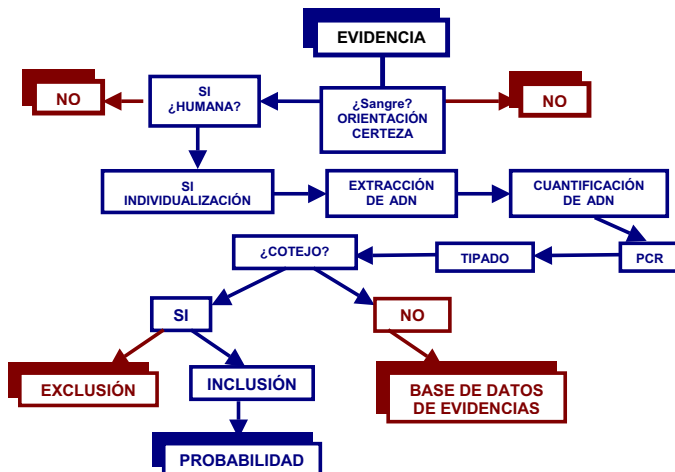 EVIDENCIA
NO
SI
¿HUMANA?
¿Sangre?
ORIENTACIÓN
CERTEZA
NO
SI
INDIVIDUALIZACIÓN
EXTRACCIÓN
DE ADN
CUANTIFICACIÓN
DE ADN
¿COTEJO?
TIPADO
PCR
SI
NO
EXCLUSIÓN
INCLUSIÓN
BASE DE DATOS
DE EVIDENCIAS
PROBABILIDAD